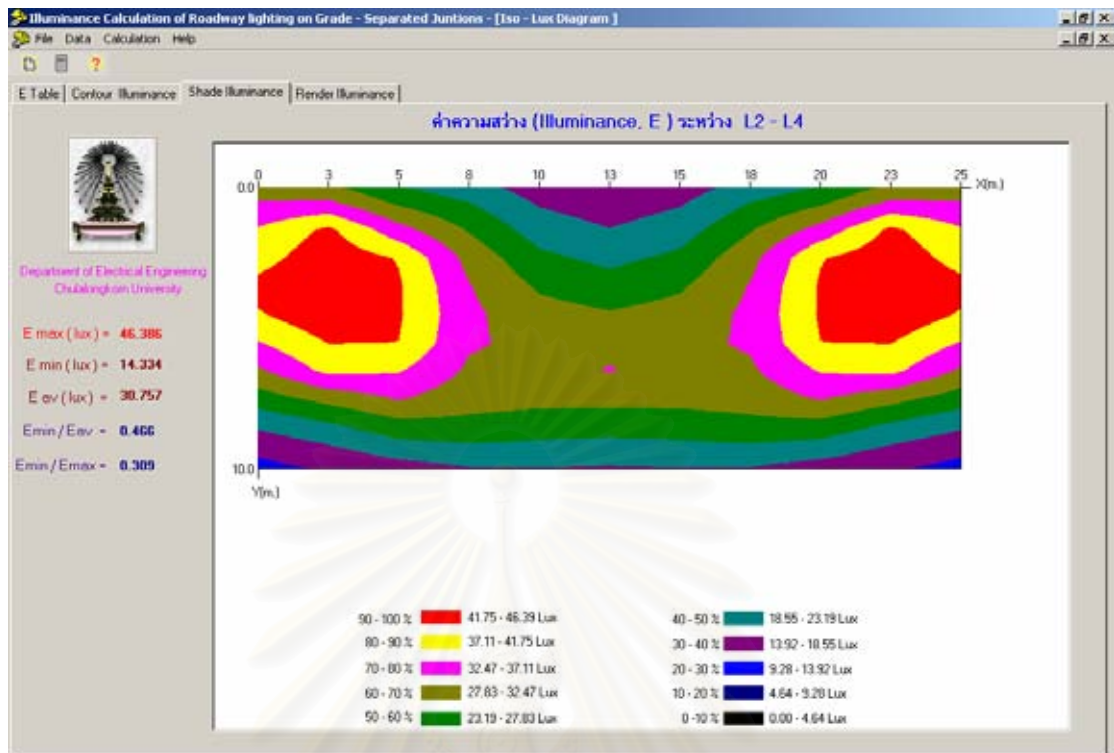 Illuminance Calculation of Roadway lighting on Grade - Separated Juntions - [Iso - Lux Diagram ]
File Data Calculation Help
E Table Contour Illuminance Shade Illuminance Render Illuminance
ค่าความสว่าง (Illuminance, E ) ระหว่าง L2 - L4
0 3 5 8 10 13 15 18 20 23 25 X(m.)
0.0
Department of Electrical Engineering
Chulalongkorn University
E max ( lux ) = 46.386
E min ( lux ) = 14.334
E av ( lux ) = 30.757
Emin / Eav = 0.466
Emin / Emax = 0.309
10.0
Y(m.)
90 - 100 % 41.75 - 46.39 Lux
80 - 90 % 37.11 - 41.75 Lux
70 - 80 % 32.47 - 37.11 Lux
60 - 70 % 27.83 - 32.47 Lux
50 - 60 % 23.19 - 27.83 Lux
40 - 50 % 18.55 - 23.19 Lux
30 - 40 % 13.92 - 18.55 Lux
20 - 30 % 9.28 - 13.92 Lux
10 - 20 % 4.64 - 9.28 Lux
0 - 10 % 0.00 - 4.64 Lux